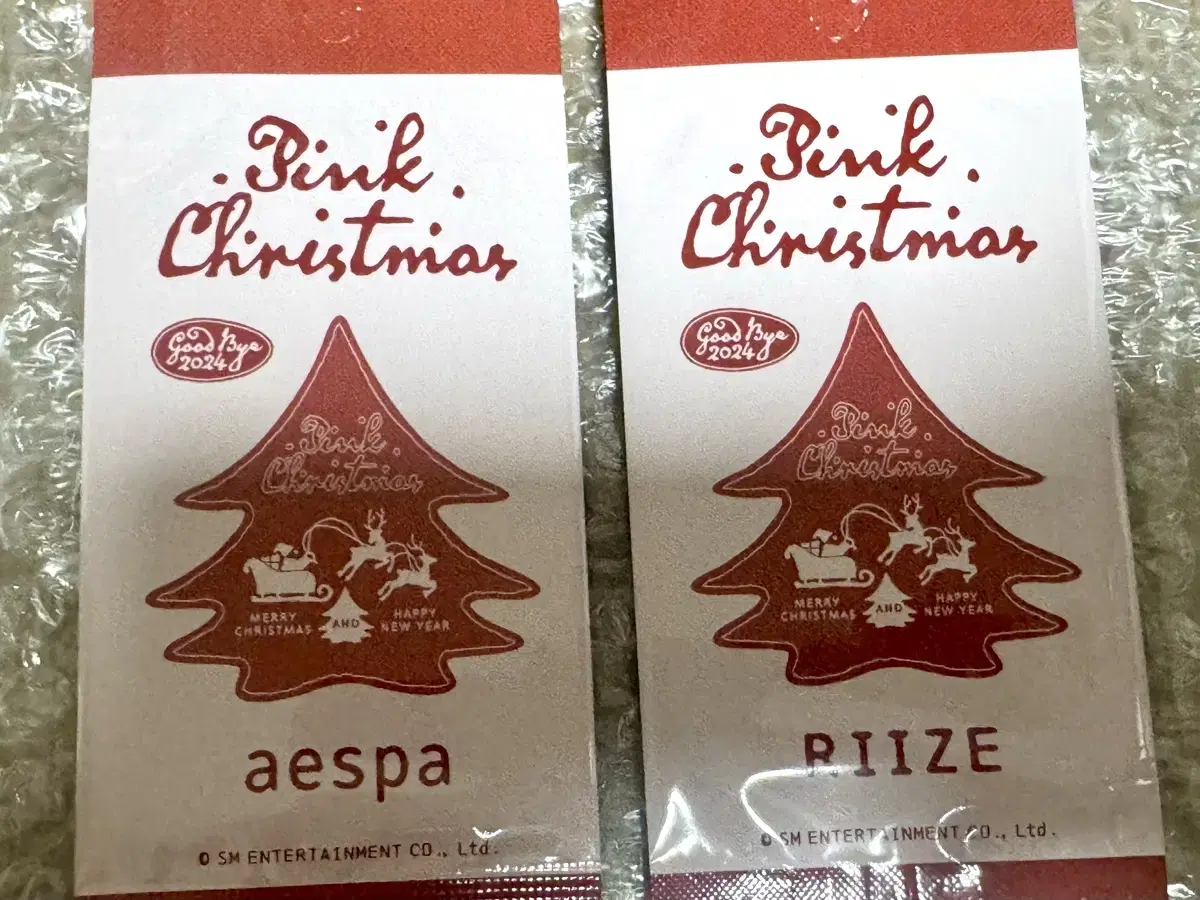 Pink
Christmas
Good Bye
2024
Pink
Christmas
MERRY
CHRISTMAS
AND
HAPPY
NEW YEAR
aespa
© SM ENTERTAINMENT CO., Ltd.
Pink
Christmas
Good Bye
2024
Pink
Christmas
MERRY
CHRISTMAS
AND
HAPPY
NEW YEAR
RIIZE
© SM ENTERTAINMENT CO., Ltd.